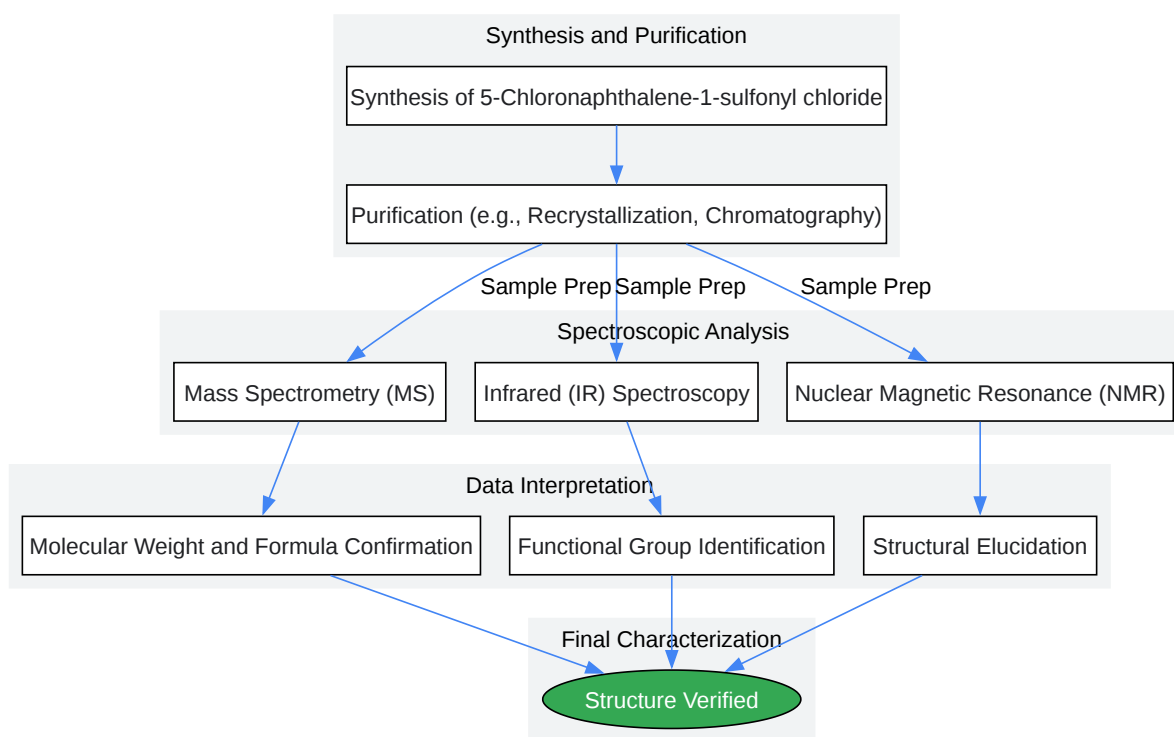 Synthesis and Purification
Synthesis of 5-Chloronaphthalene-1-sulfonyl chloride
Purification (e.g., Recrystallization, Chromatography)
Sample Prep Sample Prep Sample Prep
Spectroscopic Analysis
Mass Spectrometry (MS) Infrared (IR) Spectroscopy Nuclear Magnetic Resonance (NMR)
Data Interpretation
Molecular Weight and Formula Confirmation Functional Group Identification Structural Elucidation
Final Characterization
Structure Verified